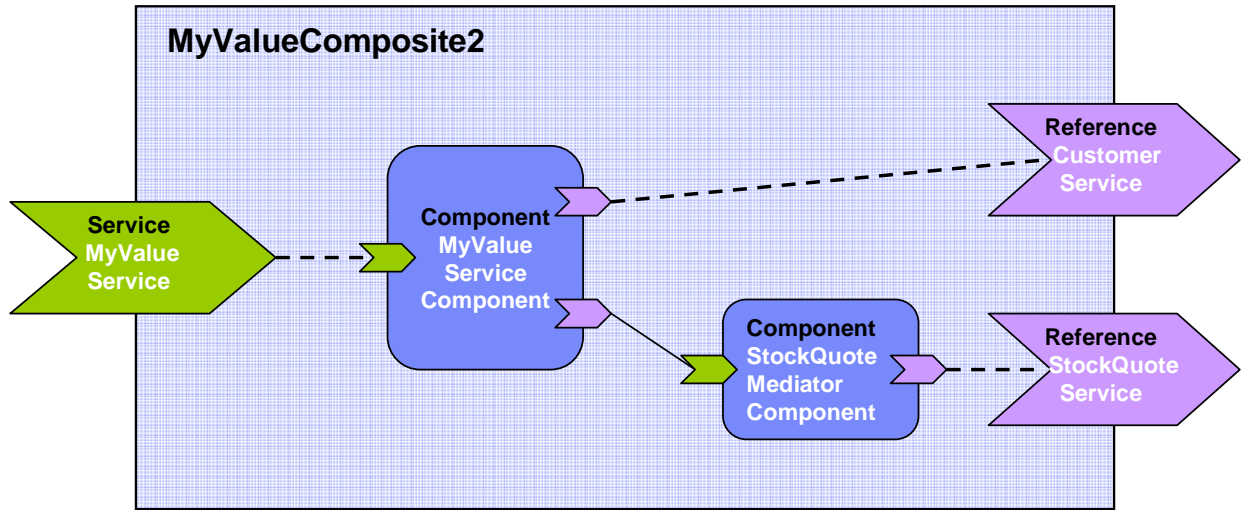 MyValueComposite2
Reference
Customer
Service
Service
MyValue
Service
Component
MyValue
Service
Component
Component
StockQuote
Mediator
Component
Reference
StockQuote
Service